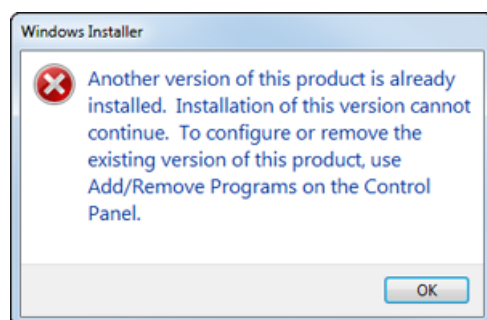 Windows Installer
Another version of this product is already
installed. Installation of this version cannot
continue. To configure or remove the
existing version of this product, use
Add/Remove Programs on the Control
Panel.
OK